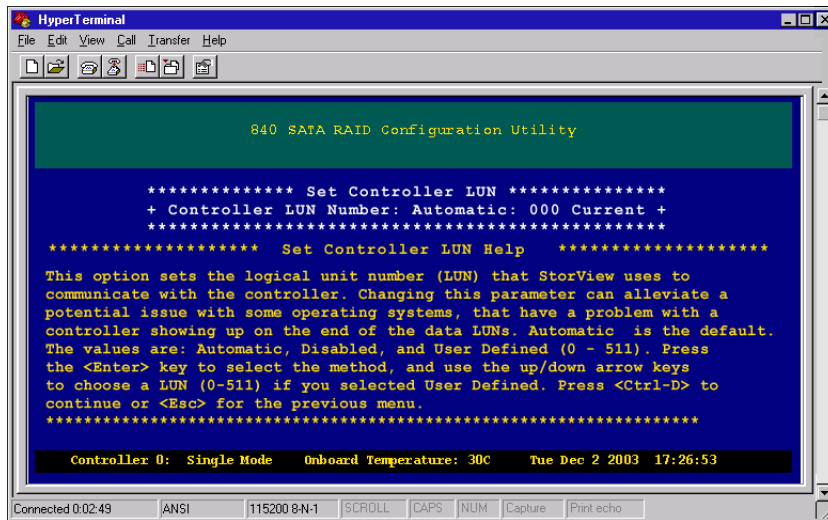 HyperTerminal
File Edit View Call Transfer Help
840 SATA RAID Configuration Utility
************** Set Controller LUN ***************
+ Controller LUN Number: Automatic: 000 Current +
*************************************************
******************** Set Controller LUN Help ********************
This option sets the logical unit number (LUN) that StorView uses to
communicate with the controller. Changing this parameter can alleviate a
potential issue with some operating systems, that have a problem with a
controller showing up on the end of the data LUNs. Automatic is the default.
The values are: Automatic, Disabled, and User Defined (0 - 511). Press
the <Enter> key to select the method, and use the up/down arrow keys
to choose a LUN (0-511) if you selected User Defined. Press <Ctrl-D> to
continue or <Esc> for the previous menu.
**************************************************************
Controller 0: Single Mode Onboard Temperature: 30C Tue Dec 2 2003 17:26:53
Connected 0:02:49 ANSI 115200 8-N-1 SCROLL CAPS NUM Capture Print echo